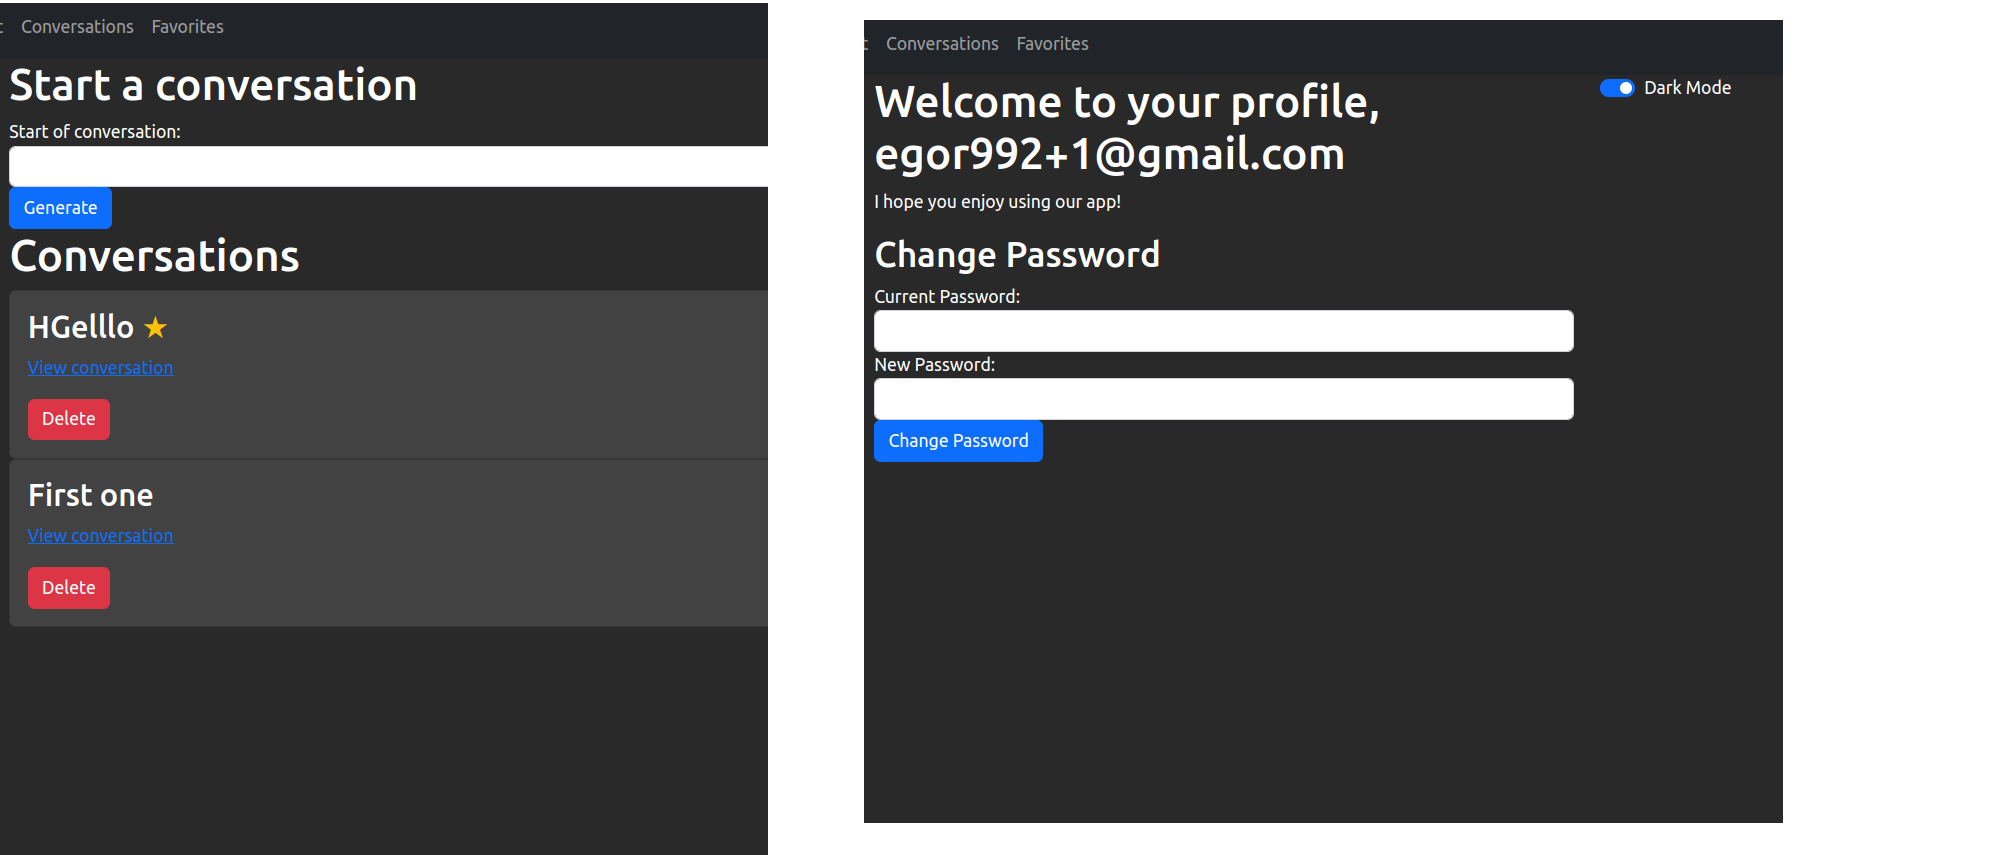 Conversations Favorites
Start a conversation
Start of conversation:
Generate
Conversations
HGelllo
View conversation
Delete
First one
View conversation
Delete
Conversations Favorites
Dark Mode
Welcome to your profile,
egor992+1@gmail.com
I hope you enjoy using our app!
Change Password
Current Password:
New Password:
Change Password